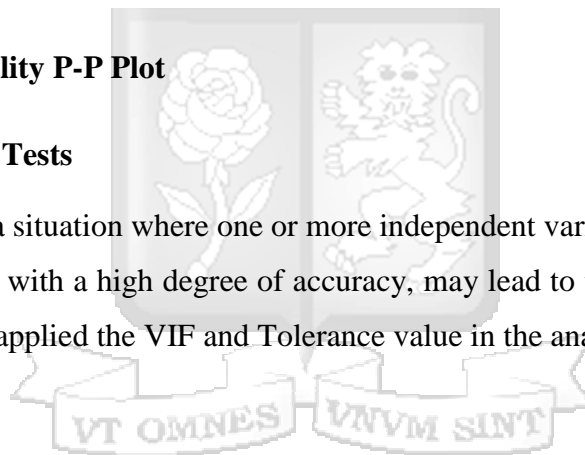 lity P-P Plot
Tests
a situation where one or more independent var
with a high degree of accuracy, may lead to
applied the VIF and Tolerance value in the ana
VT OMNES VNVM SINT